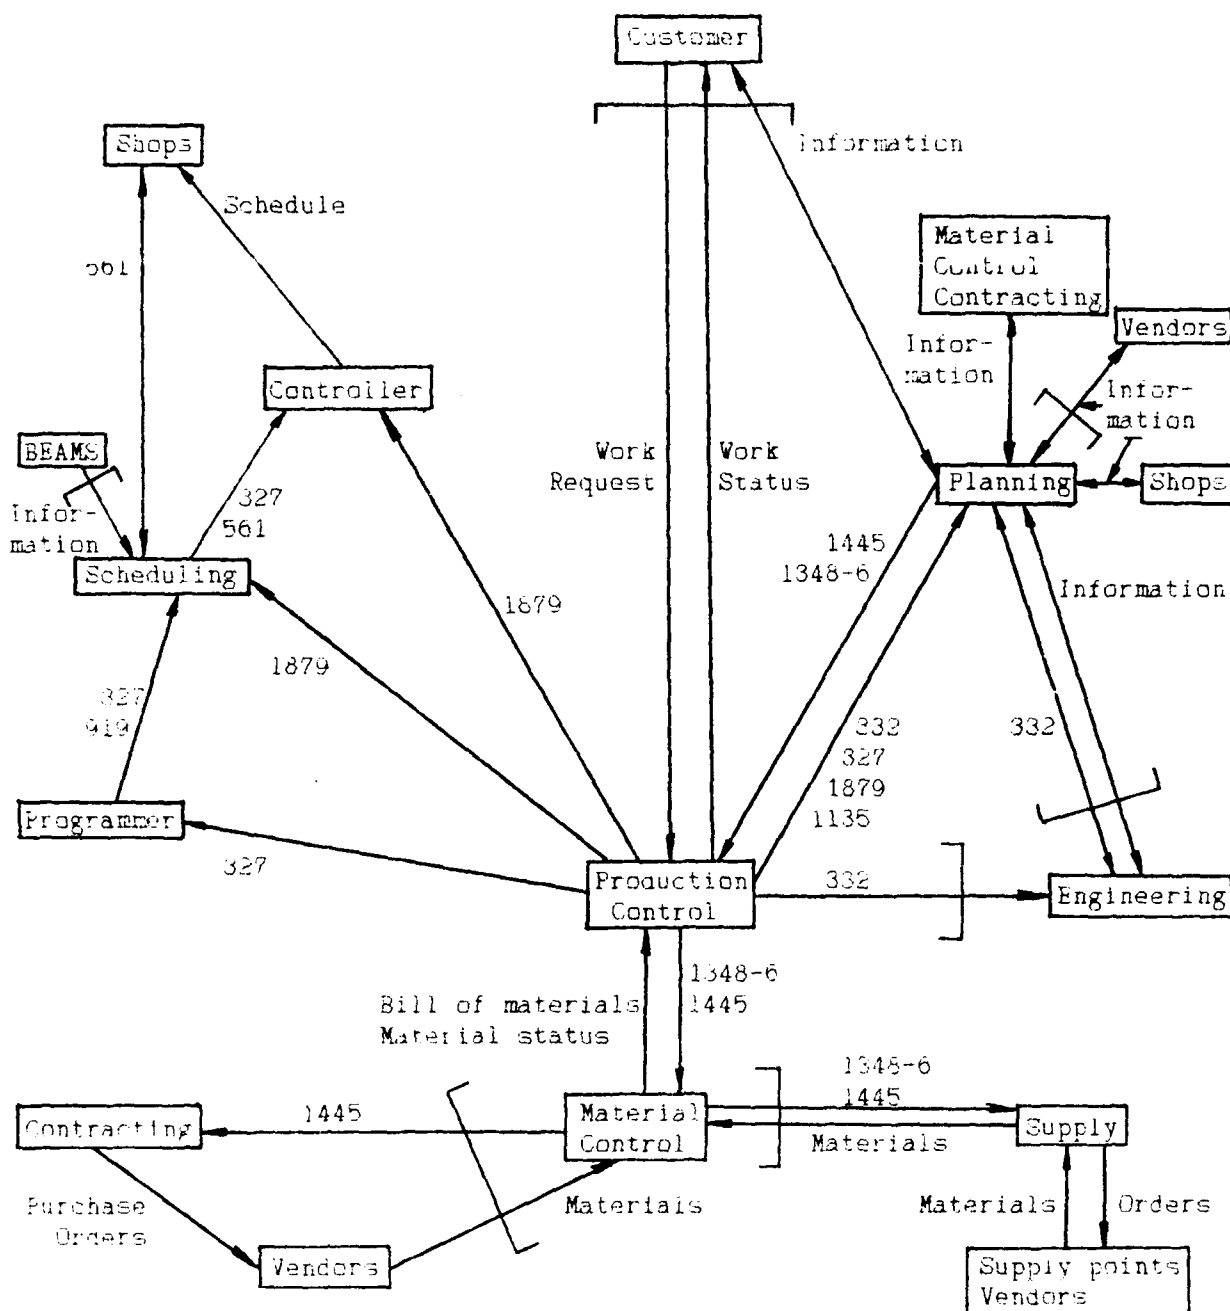 Customer
Shops
Information
Schedule
561
Material
Control
Contracting
Vendors
Infor-
mation
Controller
Infor-
mation
BEAMS
Work
Request
Work
Status
Planning
Shops
Infor-
mation
327
561
1445
1348-6
Scheduling
Information
1879
1879
327
919
332
327
1879
1135
332
Programmer
327
Production
Control
332
Engineering
1348-6
1445
Bill of materials
Material status
1348-6
1445
Contracting
1445
Material
Control
Supply
Materials
Purchase
Orders
Materials
Materials
Orders
Vendors
Supply points
Vendors